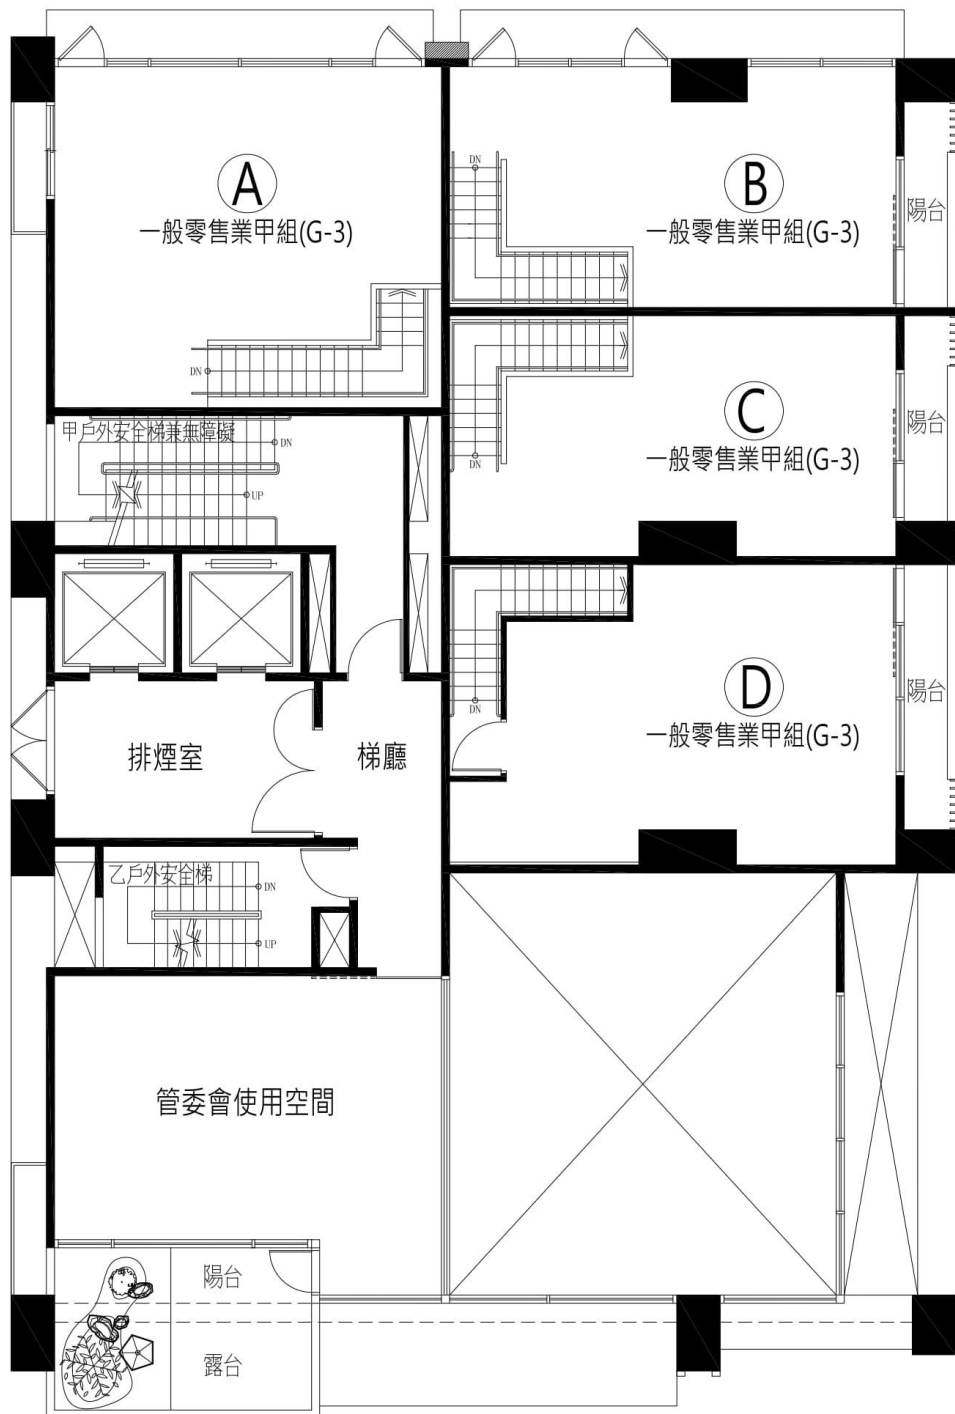 DN
A
B
一般零售業甲組(G-3)
一般零售業甲組(G-3)
陽台
DN
C
陽台
甲戶外安全梯兼無障礙
DN
一般零售業甲組(G-3)
DN
UP
D
陽台
DN
一般零售業甲組(G-3)
排煙室
梯廳
乙戶外安全梯
DN
UP
管委會使用空間
陽台
露台